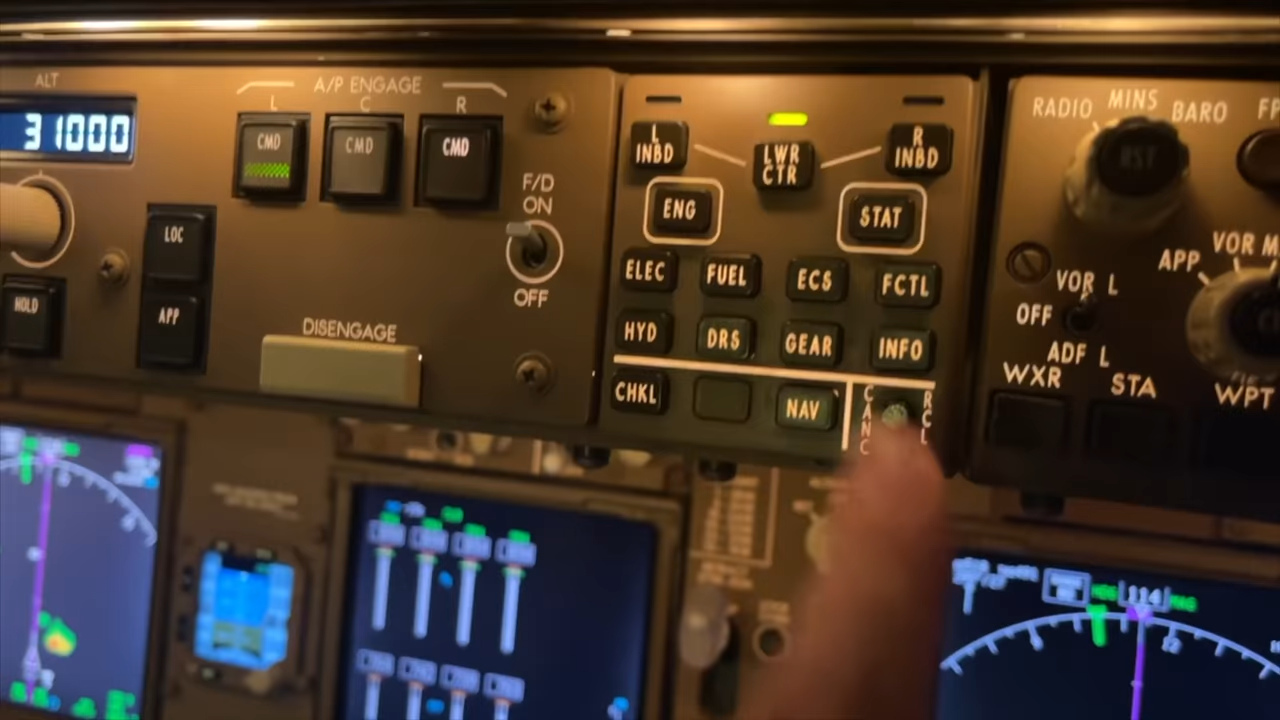 ALT
31000
HOLD
LOC
APP
A/P ENGAGE
L C R
CMD CMD CMD
F/D
ON
OFF
DISENGAGE
L
INBD
LWR
CTR
R
INBD
ENG STAT
ELEC FUEL ECS FCTL
HYD DRS GEAR INFO
CHKL NAV
CANC
RCL
RADIO MINS BARO
RST
APP VOR
VOR L
OFF
ADF L
WXR STA WPT
114
MAG